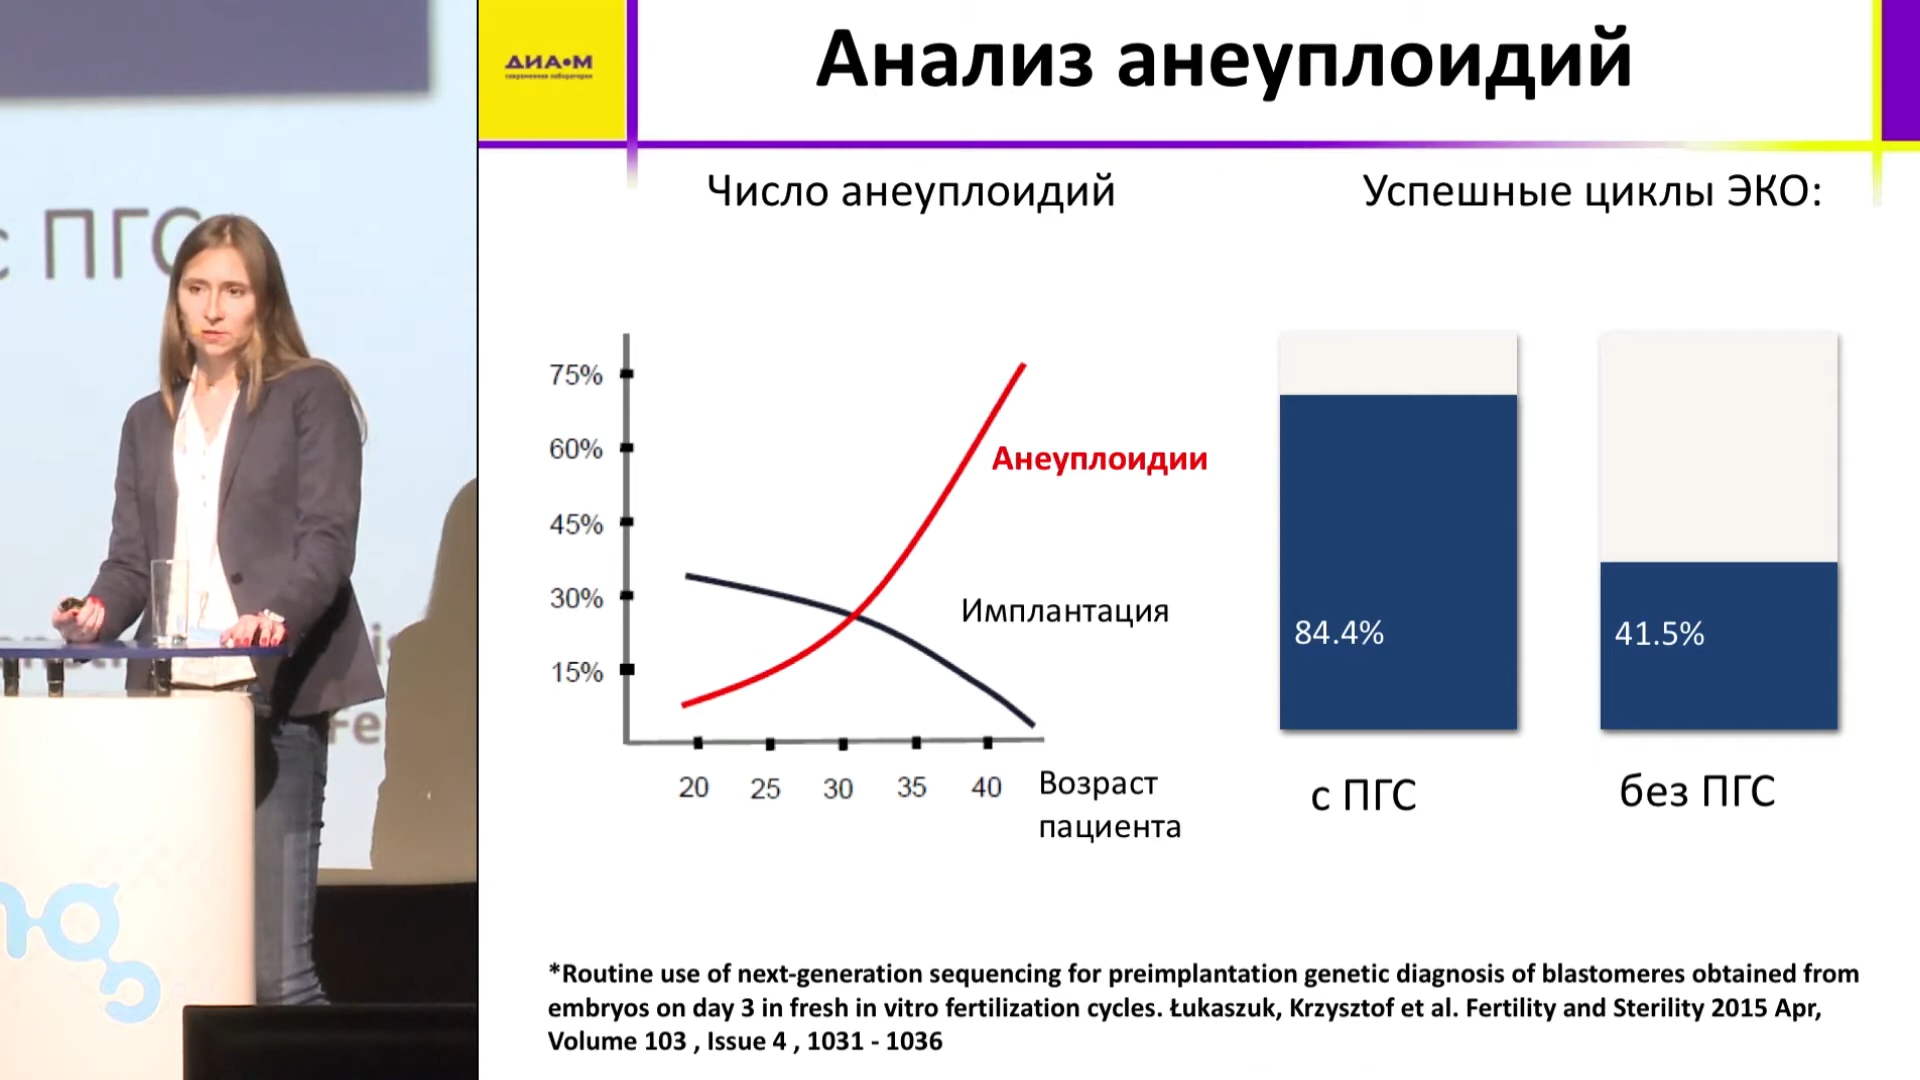 ДИА•М
современная лаборатория
Анализ анеуплоидий
Число анеуплоидий
Успешные циклы ЭКО:
с ПГС
75%
60%
45%
30%
15%
Анеуплоидии
Имплантация
20 25 30 35 40
Возраст
пациента
84.4%
41.5%
с ПГС
без ПГС
*Routine use of next-generation sequencing for preimplantation genetic diagnosis of blastomeres obtained from
embryos on day 3 in fresh in vitro fertilization cycles. Łukaszuk, Krzysztof et al. Fertility and Sterility 2015 Apr,
Volume 103 , Issue 4 , 1031 - 1036